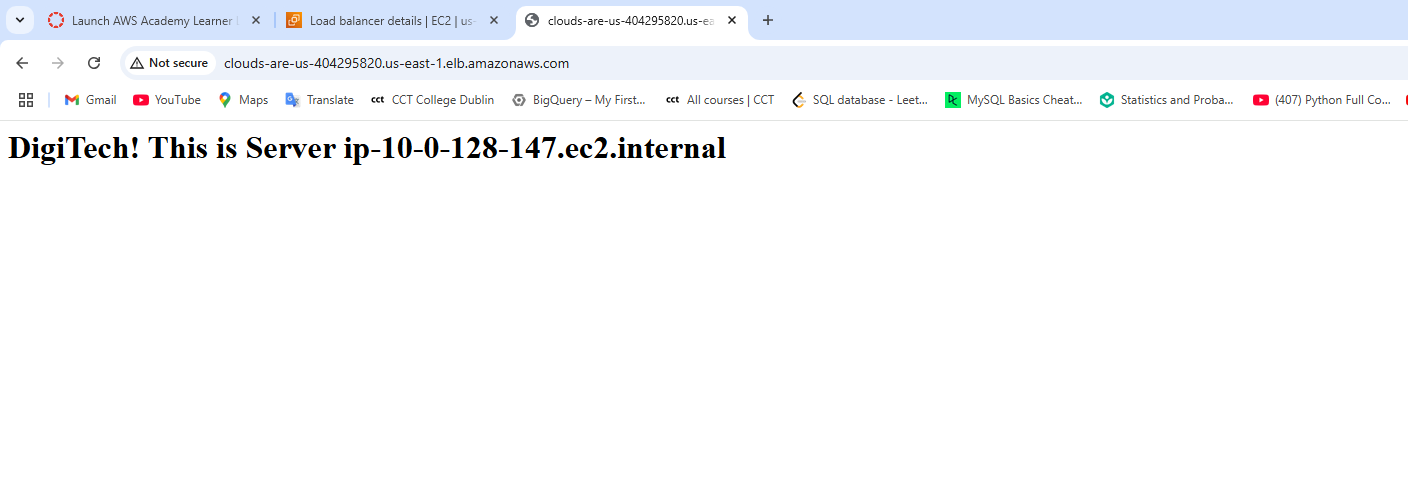 Launch AWS Academy Learner
Load balancer details | EC2 | us-
clouds-are-us-404295820.us-ea
Not secure
clouds-are-us-404295820.us-east-1.elb.amazonaws.com
Gmail
YouTube
Maps
Translate
cct CCT College Dublin
BigQuery – My First...
cct All courses | CCT
SQL database - Leet...
MySQL Basics Cheat...
Statistics and Proba...
(407) Python Full Co...
DigiTech! This is Server ip-10-0-128-147.ec2.internal